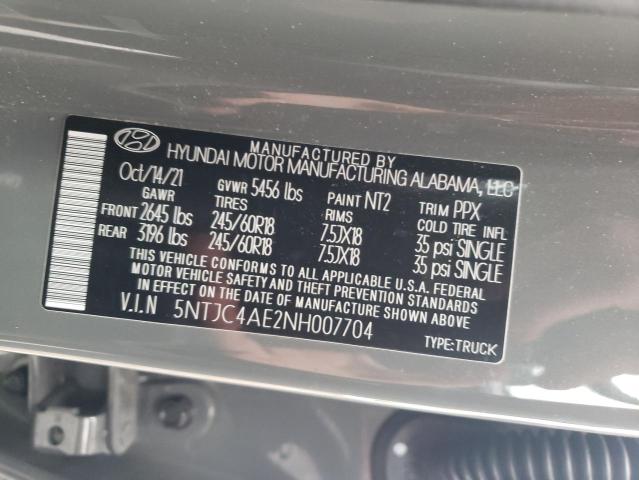 MANUFACTURED BY
HYUNDAI MOTOR MANUFACTURING ALABAMA, LLC
Oct/14/21 GVWR 5456 lbs PAINT NT2 TRIM PPX
GAWR TIRES RIMS COLD TIRE INFL
FRONT 2645 lbs 245/60R18 7.5JX18 35 psi SINGLE
REAR 3196 lbs 245/60R18 7.5JX18 35 psi SINGLE
THIS VEHICLE CONFORMS TO ALL APPLICABLE U.S.A. FEDERAL
MOTOR VEHICLE SAFETY AND THEFT PREVENTION STANDARDS
IN EFFECT ON THE DATE OF MANUFACTURE SHOWN ABOVE
V.I.N 5NTJC4AE2NH007704
TYPE:TRUCK